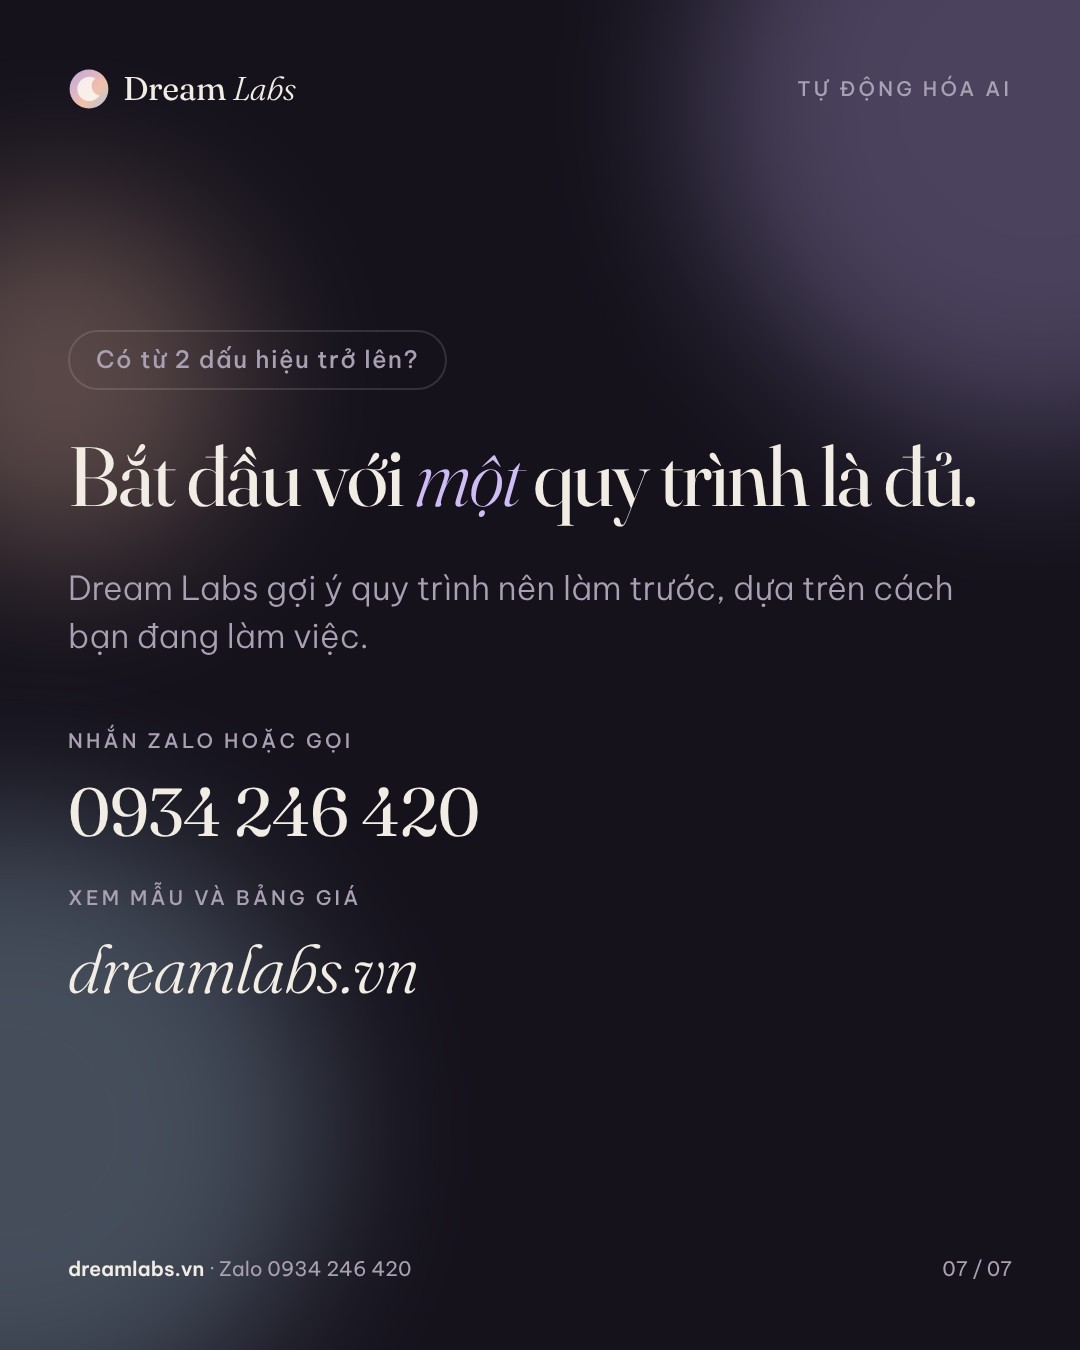 Dream Labs
TỰ ĐỘNG HÓA AI
Có từ 2 dấu hiệu trở lên?
Bắt đầu với một quy trình là đủ.
Dream Labs gợi ý quy trình nên làm trước, dựa trên cách
bạn đang làm việc.
NHẮN ZALO HOẶC GỌI
0934 246 420
XEM MẪU VÀ BẢNG GIÁ
dreamlabs.vn
dreamlabs.vn · Zalo 0934 246 420
07 / 07